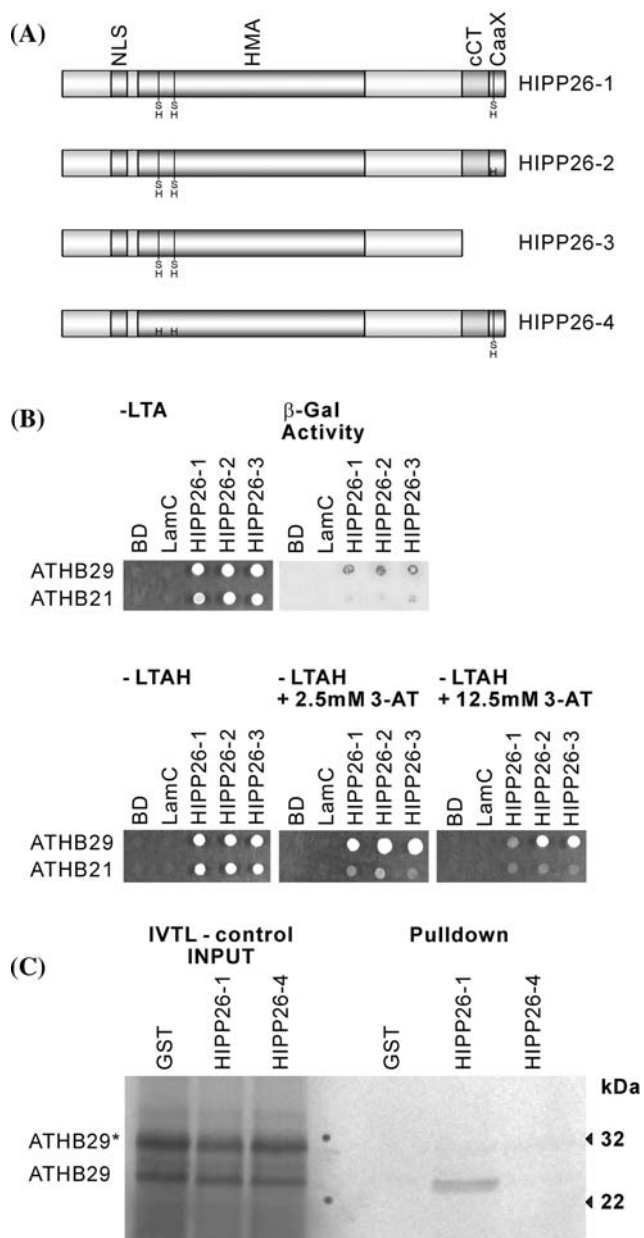 (A)
NLS
HMA
cCT
CaaX
HIPP26-1
S
H
S
H
S
H
HIPP26-2
S
H
S
H
H
HIPP26-3
S
H
S
H
HIPP26-4
H
H
S
H
(B)
-LTA
β-Gal
Activity
BD
LamC
HIPP26-1
HIPP26-2
HIPP26-3
BD
LamC
HIPP26-1
HIPP26-2
HIPP26-3
ATHB29
ATHB21
- LTAH
- LTAH
+ 2.5mM 3-AT
- LTAH
+ 12.5mM 3-AT
BD
LamC
HIPP26-1
HIPP26-2
HIPP26-3
BD
LamC
HIPP26-1
HIPP26-2
HIPP26-3
BD
LamC
HIPP26-1
HIPP26-2
HIPP26-3
ATHB29
ATHB21
(C)
IVTL - control
INPUT
Pulldown
GST
HIPP26-1
HIPP26-4
GST
HIPP26-1
HIPP26-4
kDa
ATHB29*
32
ATHB29
22